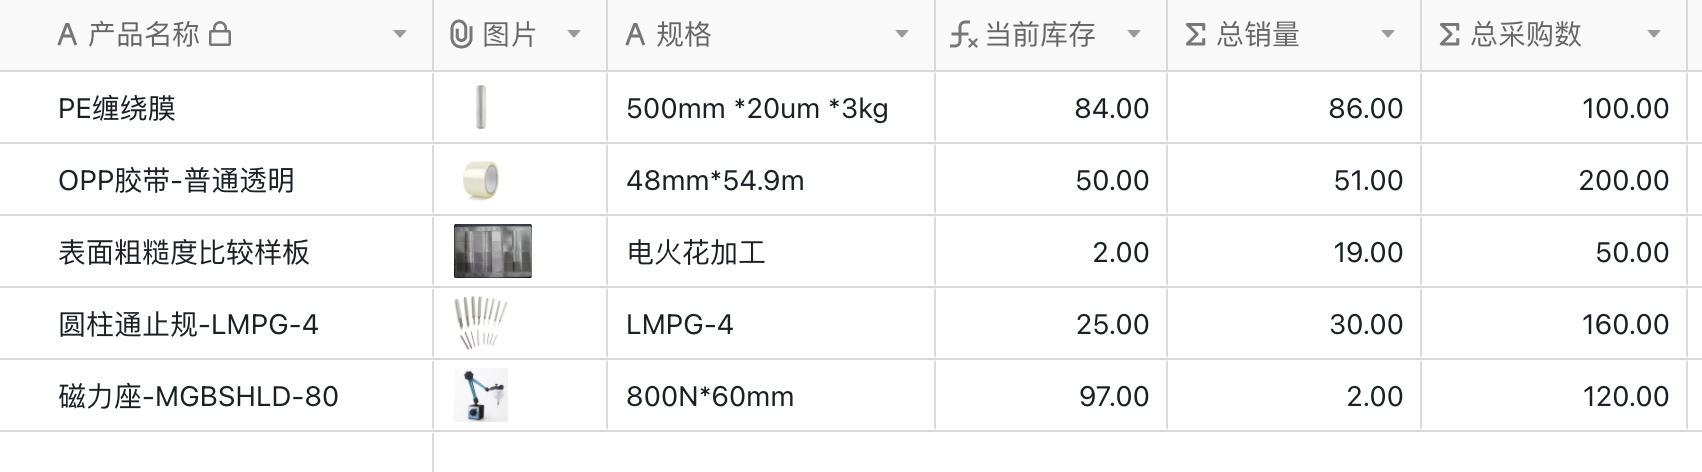 产品名称 图片 规格 当前库存 总销量 总采购数
PE缠绕膜 500mm *20um *3kg 84.00 86.00 100.00
OPP胶带-普通透明 48mm*54.9m 50.00 51.00 200.00
表面粗糙度比较样板 电火花加工 2.00 19.00 50.00
圆柱通止规-LMPG-4 LMPG-4 25.00 30.00 160.00
磁力座-MGBSHLD-80 800N*60mm 97.00 2.00 120.00